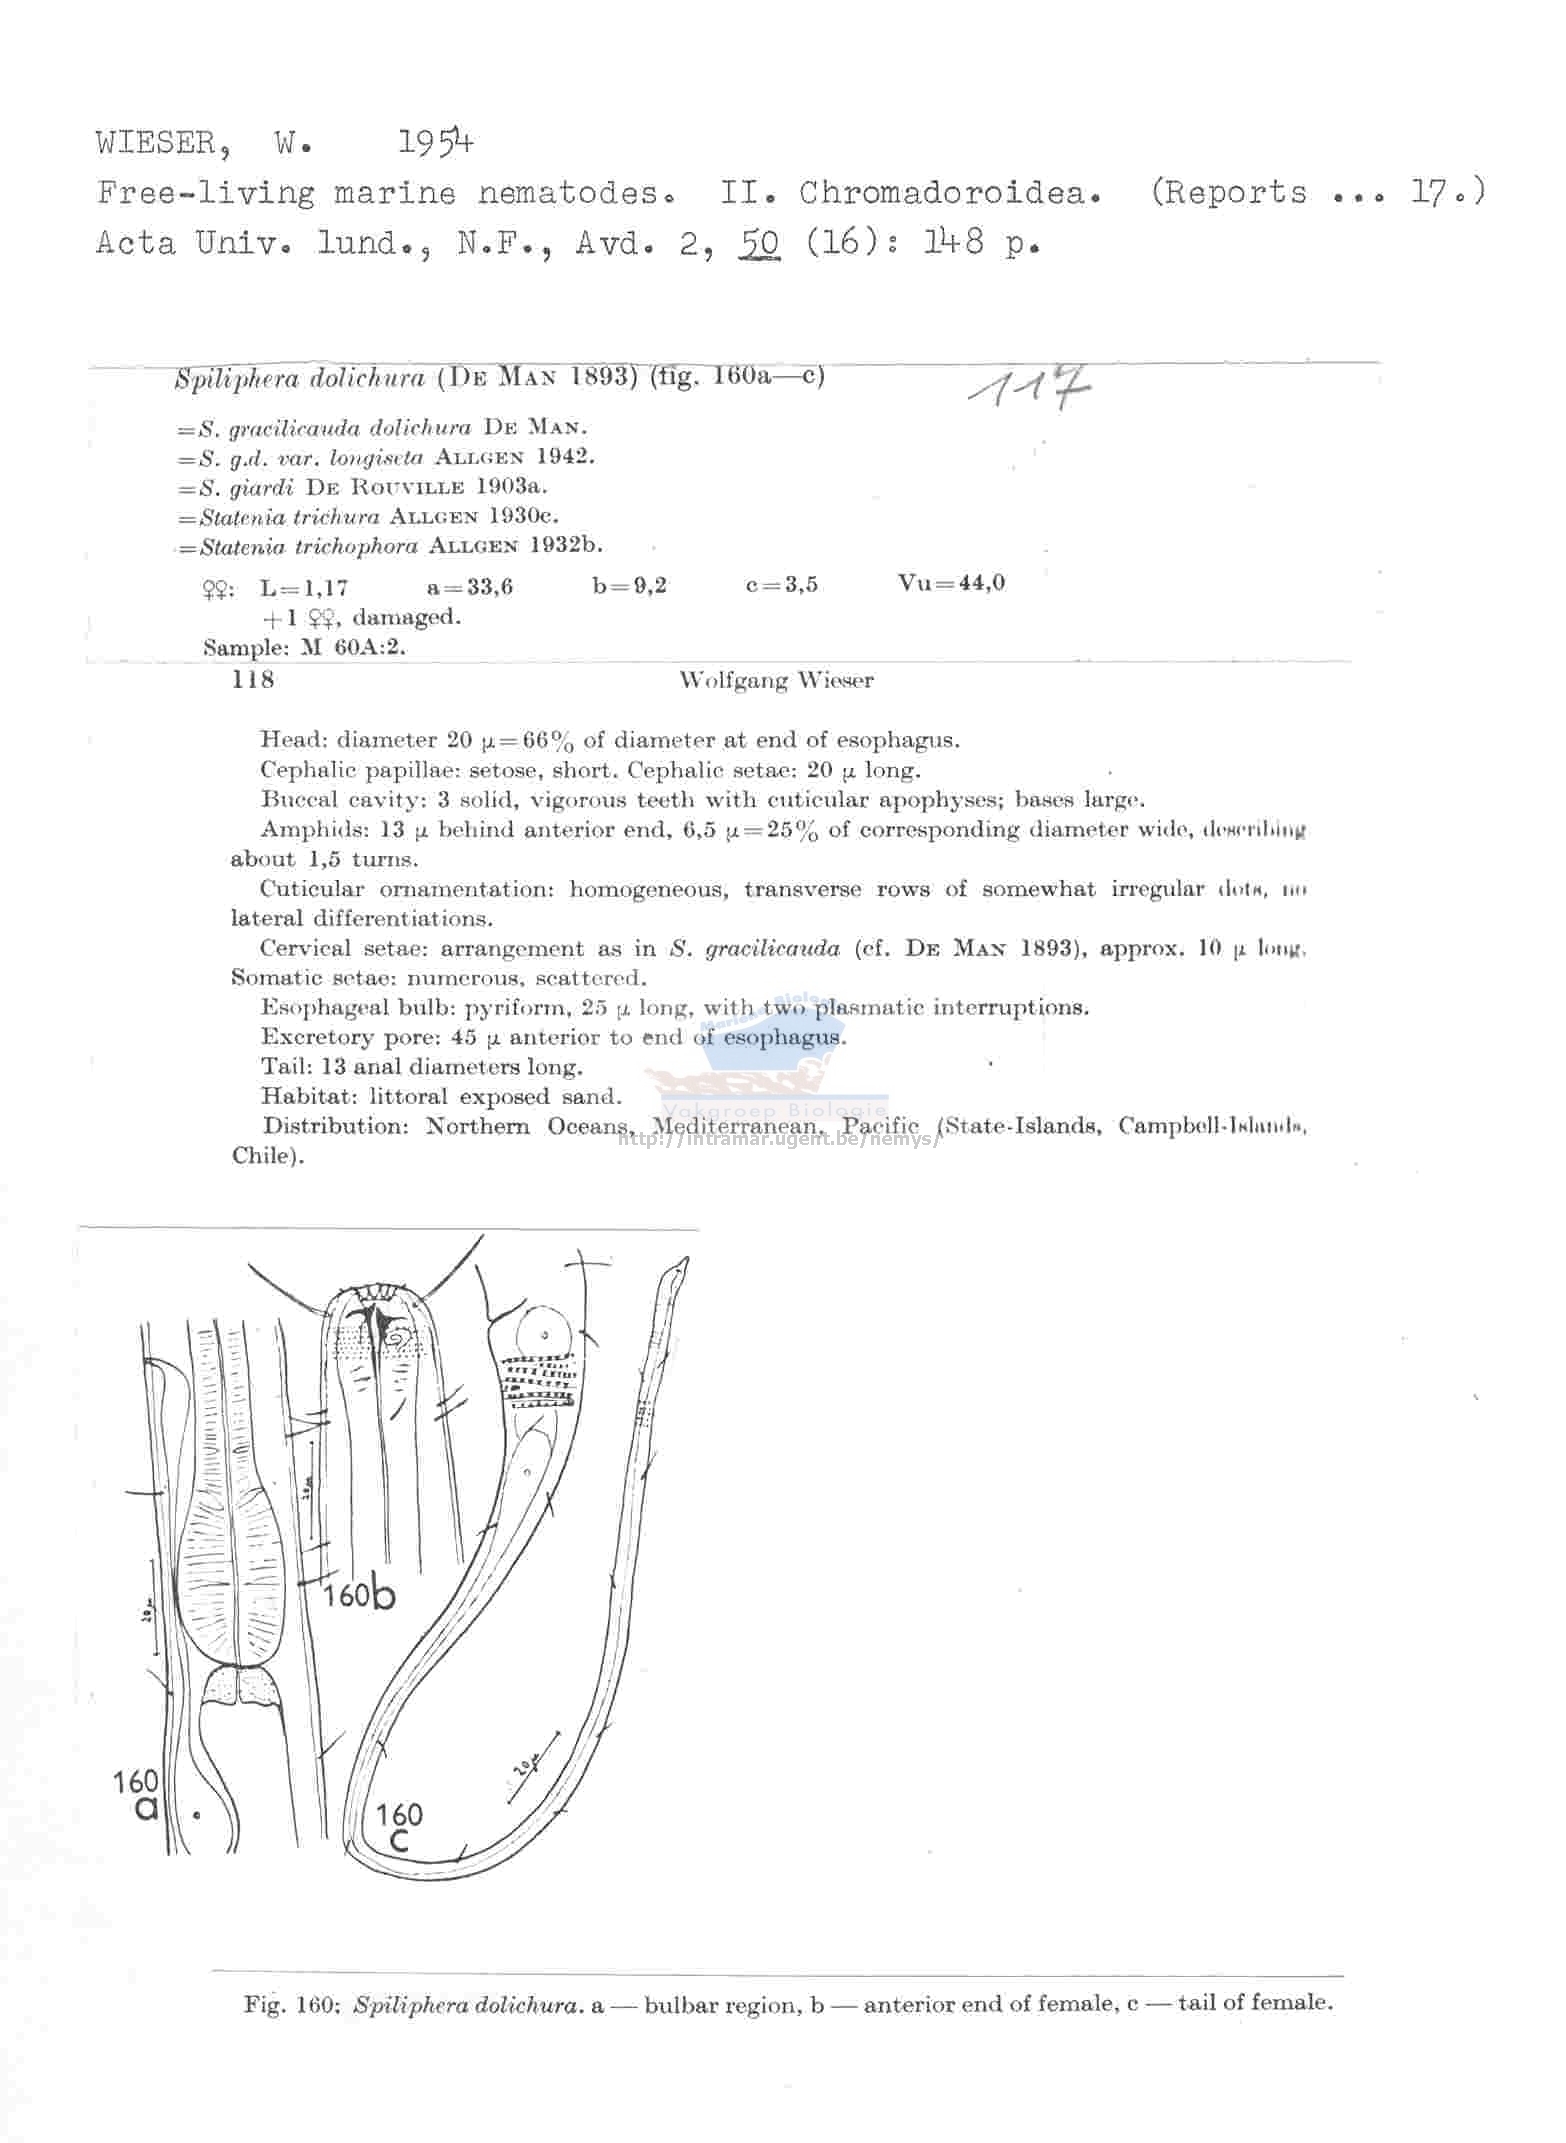 WIESER, W. 1954
Free-living marine nematodes. II. Chromadoroidea. (Reports ... 17.)
Acta Univ. lund., N.F., Avd. 2, 50 (16): 148 p.
Spiliphera dolichura (DE MAN 1893) (fig. 160a—c)
117
=S. gracilicauda dolichura DE MAN.
=S. g.d. var. longiseta ALLGEN 1942.
=S. giardi DE ROUVILLE 1903a.
=Statenia trichura ALLGEN 1930c.
=Statenia trichophora ALLGEN 1932b.
♀♀: L=1,17 a=33,6 b=9,2 c=3,5 Vu=44,0
+1 ♀♀, damaged.
Sample: M 60A:2.
118 Wolfgang Wieser
Head: diameter 20 μ=66% of diameter at end of esophagus.
Cephalic papillae: setose, short. Cephalic setae: 20 μ long.
Buccal cavity: 3 solid, vigorous teeth with cuticular apophyses; bases large.
Amphids: 13 μ behind anterior end, 6,5 μ=25% of corresponding diameter wide, describing
about 1,5 turns.
Cuticular ornamentation: homogeneous, transverse rows of somewhat irregular dots, no
lateral differentiations.
Cervical setae: arrangement as in S. gracilicauda (cf. DE MAN 1893), approx. 10 μ long.
Somatic setae: numerous, scattered.
Esophageal bulb: pyriform, 25 μ long, with two plasmatic interruptions.
Excretory pore: 45 μ anterior to end of esophagus.
Tail: 13 anal diameters long.
Habitat: littoral exposed sand.
Distribution: Northern Oceans, Mediterranean, Pacific (State-Islands, Campbell-Islands,
Chile).
Mariene Biologie
Vakgroep Biologie
http://intramar.ugent.be/nemys/
20 μ
160b
20 μ
20 μ
160
a
160
c
Fig. 160: Spiliphera dolichura. a — bulbar region, b — anterior end of female, c — tail of female.